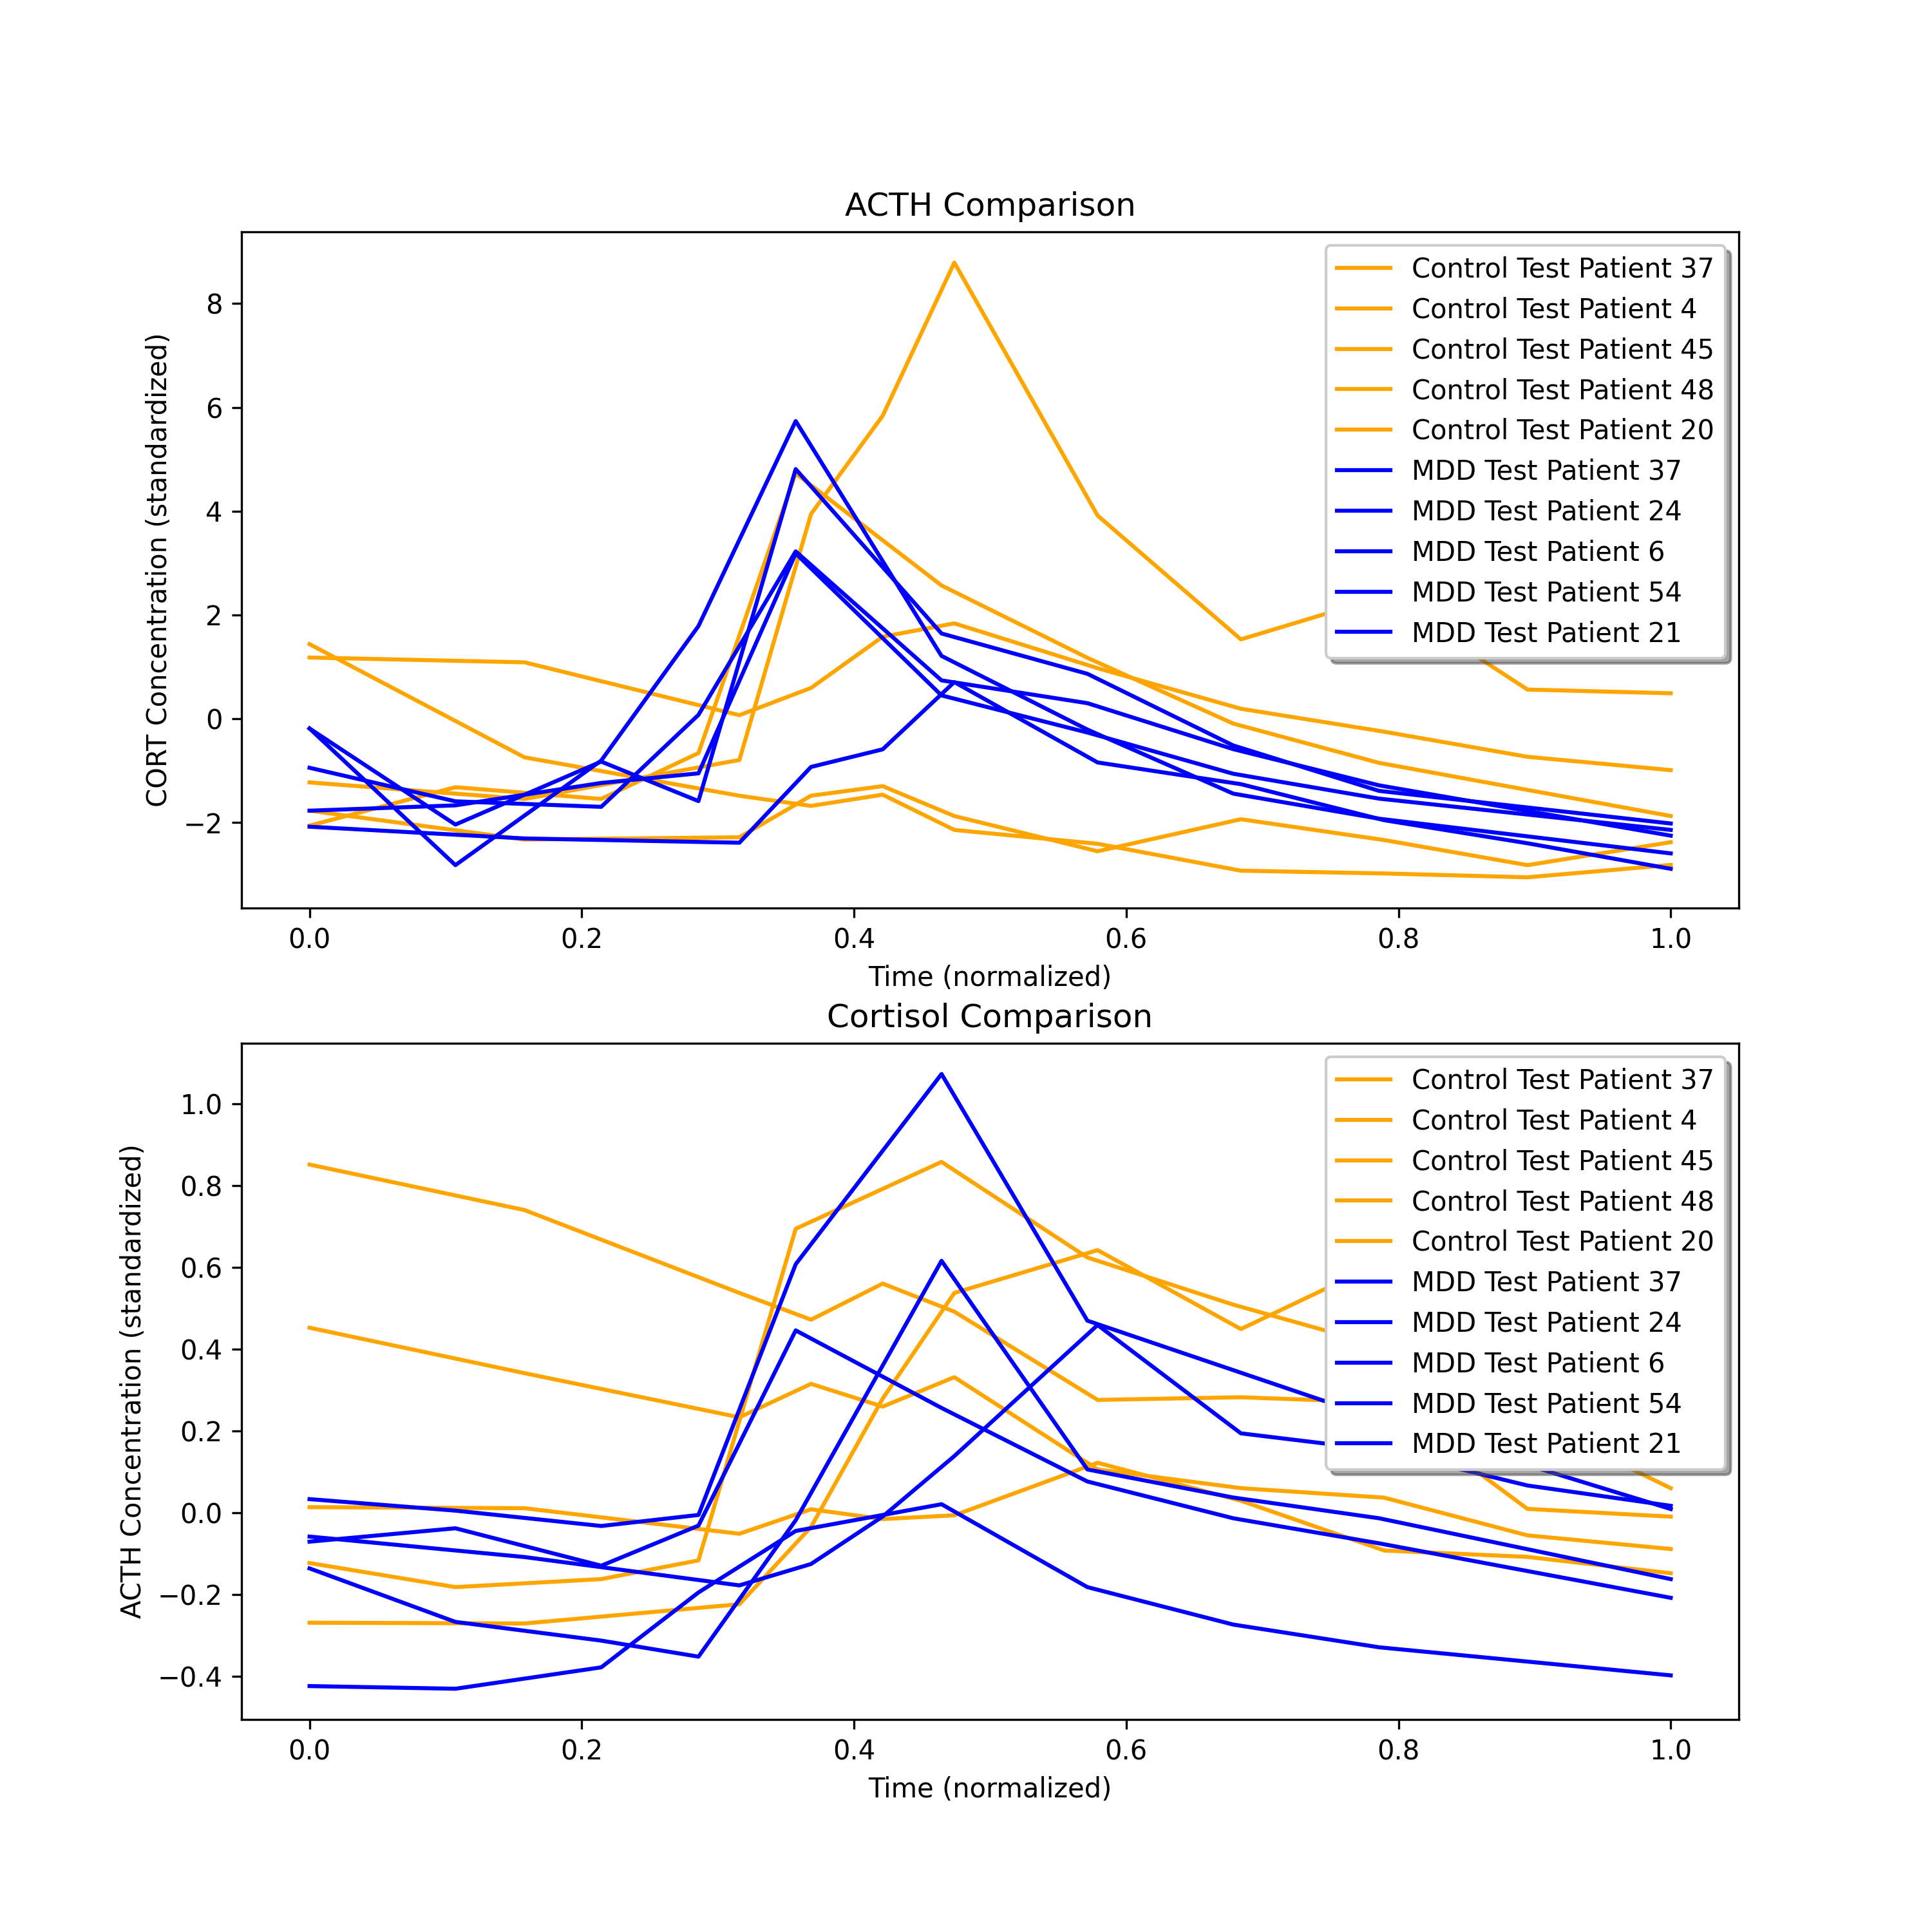 ACTH Comparison
CORT Concentration (standardized)
8
6
4
2
0
−2
0.0 0.2 0.4 0.6 0.8 1.0
Time (normalized)
Control Test Patient 37
Control Test Patient 4
Control Test Patient 45
Control Test Patient 48
Control Test Patient 20
MDD Test Patient 37
MDD Test Patient 24
MDD Test Patient 6
MDD Test Patient 54
MDD Test Patient 21
Cortisol Comparison
ACTH Concentration (standardized)
1.0
0.8
0.6
0.4
0.2
0.0
−0.2
−0.4
0.0 0.2 0.4 0.6 0.8 1.0
Time (normalized)
Control Test Patient 37
Control Test Patient 4
Control Test Patient 45
Control Test Patient 48
Control Test Patient 20
MDD Test Patient 37
MDD Test Patient 24
MDD Test Patient 6
MDD Test Patient 54
MDD Test Patient 21